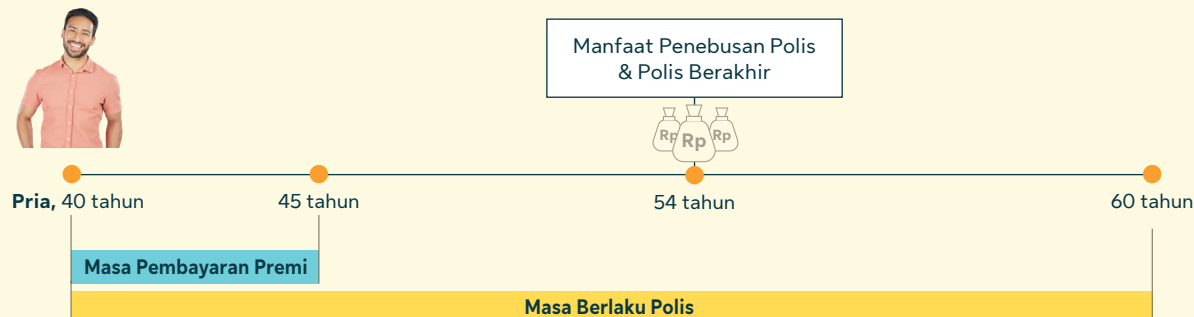 Manfaat Penebusan Polis
& Polis Berakhir
Rp Rp Rp
Pria, 40 tahun
45 tahun
54 tahun
60 tahun
Masa Pembayaran Premi
Masa Berlaku Polis